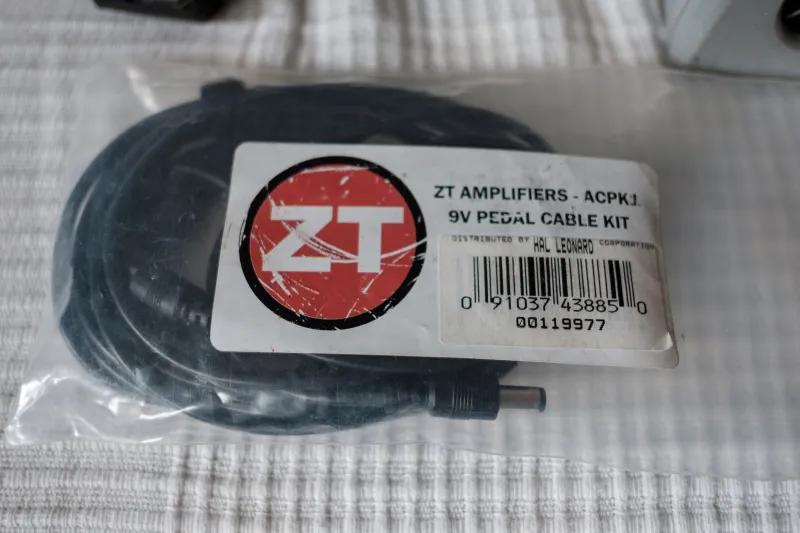 ZT
ZT AMPLIFIERS - ACPK1
9V PEDAL CABLE KIT
DISTRIBUTED BY HAL LEONARD CORPORATION
0 91037 43885 0
00119977